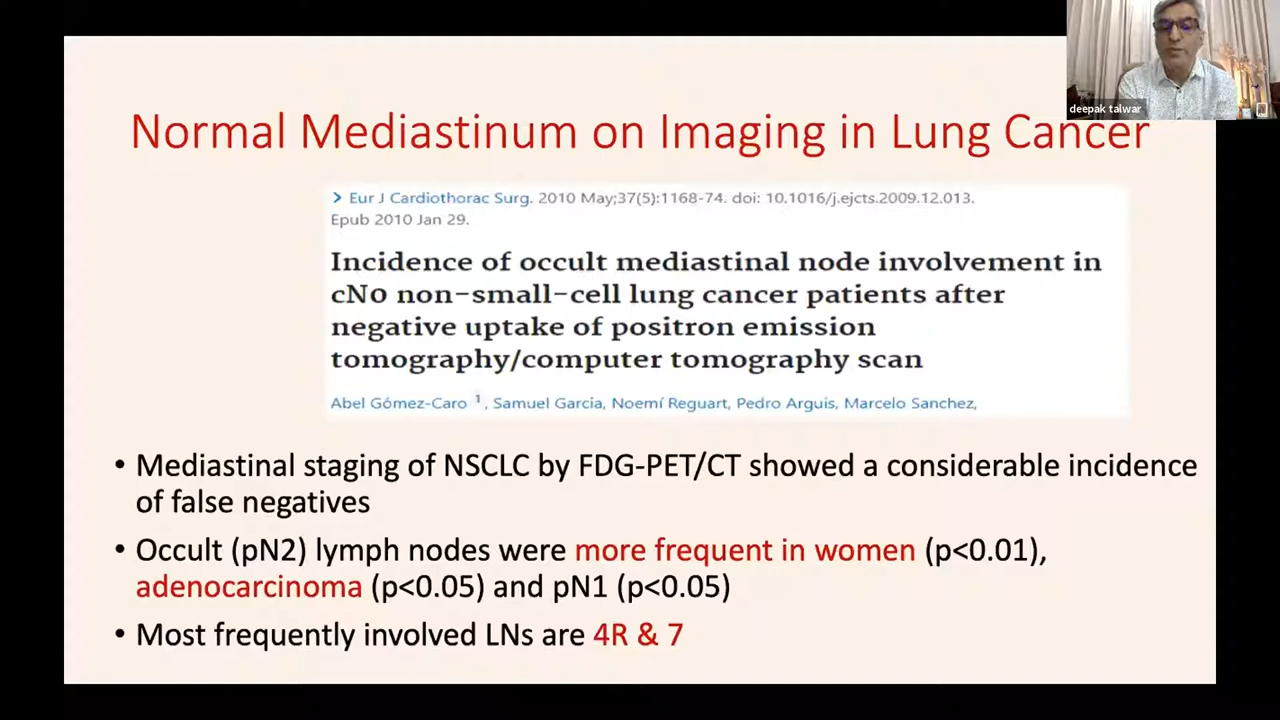 deepak talwar
Normal Mediastinum on Imaging in Lung Cancer
> Eur J Cardiothorac Surg. 2010 May;37(5):1168-74. doi: 10.1016/j.ejcts.2009.12.013.
Epub 2010 Jan 29.
Incidence of occult mediastinal node involvement in
cN0 non-small-cell lung cancer patients after
negative uptake of positron emission
tomography/computer tomography scan
Abel Gómez-Caro 1, Samuel Garcia, Noemí Reguart, Pedro Arguis, Marcelo Sanchez,
• Mediastinal staging of NSCLC by FDG-PET/CT showed a considerable incidence
of false negatives
• Occult (pN2) lymph nodes were more frequent in women (p<0.01),
adenocarcinoma (p<0.05) and pN1 (p<0.05)
• Most frequently involved LNs are 4R & 7